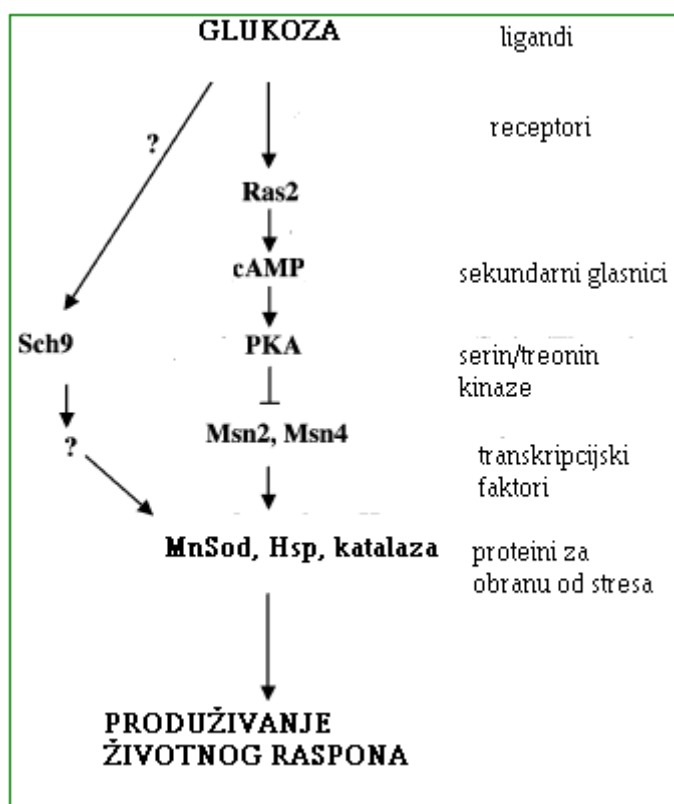 GLUKOZA
ligandi
receptori
?
Ras2
cAMP
sekundarni glasnici
Sch9
PKA
serin/treonin
kinaze
Msn2, Msn4
?
transkripcijski
faktori
MnSod, Hsp, katalaza
proteini za
obranu od stresa
PRODUŽIVANJE
ŽIVOTNOG RASPONA